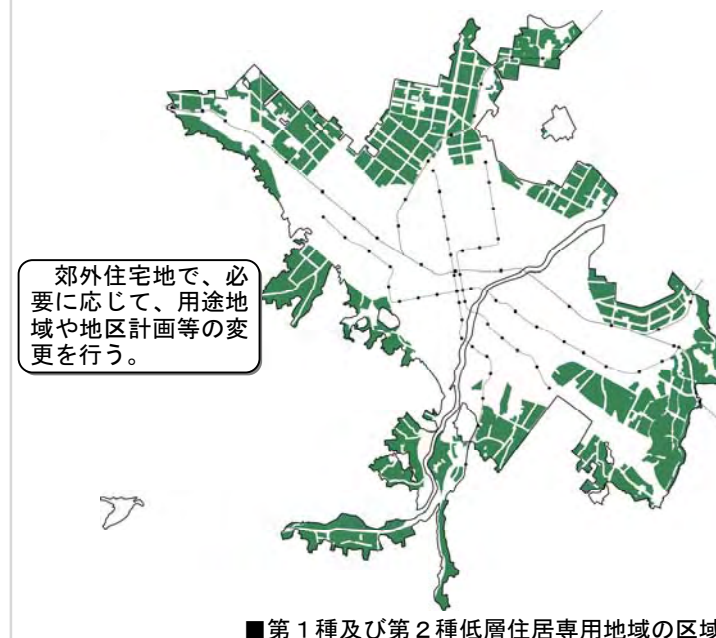 郊外住宅地で、必
要に応じて、用途地
域や地区計画等の変
更を行う。
■第１種及び第２種低層住居専用地域の区域